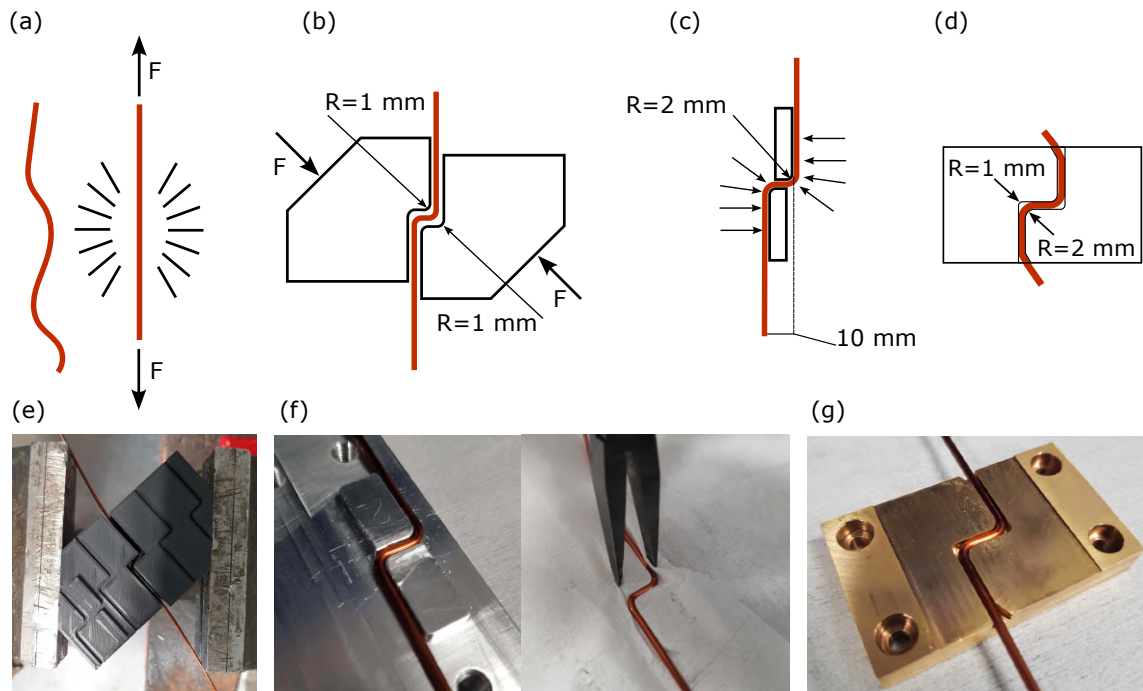 (a)
(b)
(c)
(d)
F
R=1 mm
F
R=1 mm
F
F
R=2 mm
10 mm
R=1 mm
R=2 mm
(e)
(f)
(g)